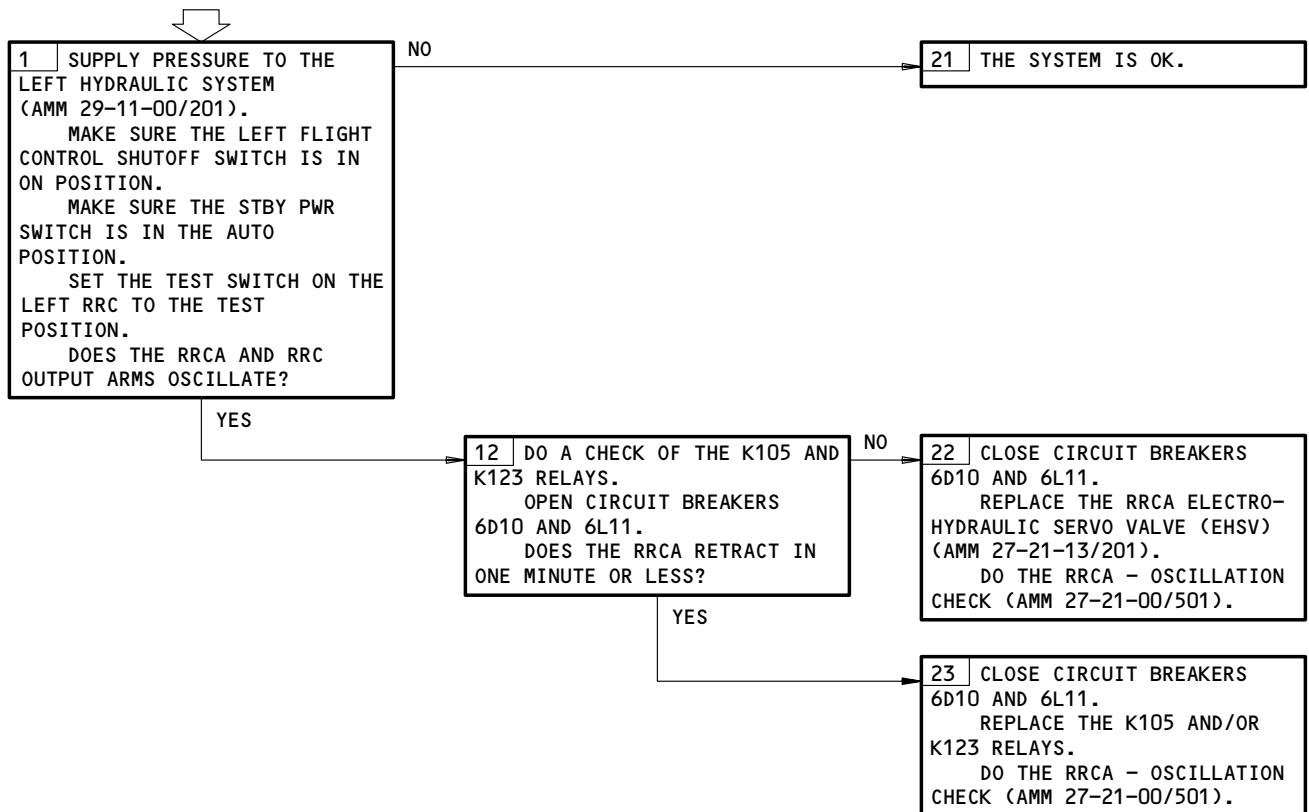 1 SUPPLY PRESSURE TO THE
LEFT HYDRAULIC SYSTEM
(AMM 29-11-00/201).
MAKE SURE THE LEFT FLIGHT
CONTROL SHUTOFF SWITCH IS IN
ON POSITION.
MAKE SURE THE STBY PWR
SWITCH IS IN THE AUTO
POSITION.
SET THE TEST SWITCH ON THE
LEFT RRC TO THE TEST
POSITION.
DOES THE RRCA AND RRC
OUTPUT ARMS OSCILLATE?
NO
21 THE SYSTEM IS OK.
YES
12 DO A CHECK OF THE K105 AND
K123 RELAYS.
OPEN CIRCUIT BREAKERS
6D10 AND 6L11.
DOES THE RRCA RETRACT IN
ONE MINUTE OR LESS?
NO
22 CLOSE CIRCUIT BREAKERS
6D10 AND 6L11.
REPLACE THE RRCA ELECTRO-
HYDRAULIC SERVO VALVE (EHSV)
(AMM 27-21-13/201).
DO THE RRCA - OSCILLATION
CHECK (AMM 27-21-00/501).
YES
23 CLOSE CIRCUIT BREAKERS
6D10 AND 6L11.
REPLACE THE K105 AND/OR
K123 RELAYS.
DO THE RRCA - OSCILLATION
CHECK (AMM 27-21-00/501).